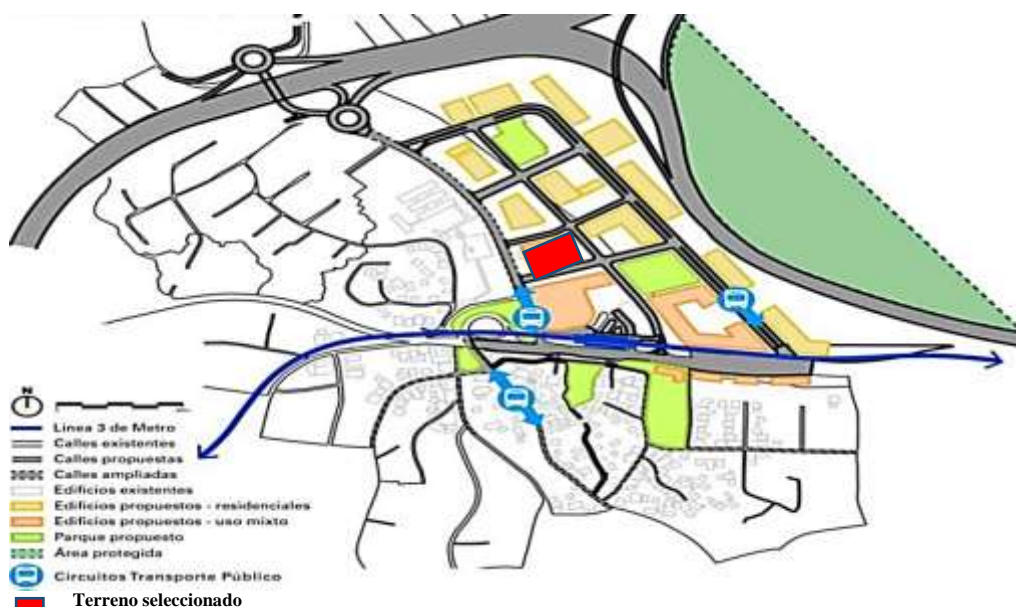 N
Linea 3 de Metro
Calles existentes
Calles propuestas
Calles ampliadas
Edificios existentes
Edificios propuestos - residenciales
Edificios propuestos - uso mixto
Parque propuesto
Área protegida
Circuitos Transporte Público
Terreno seleccionado